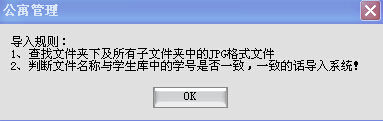 公寓管理
导入规则：
1、查找文件夹下及所有子文件夹中的JPG格式文件
2、判断文件名称与学生库中的学号是否一致，一致的话导入系统！
OK